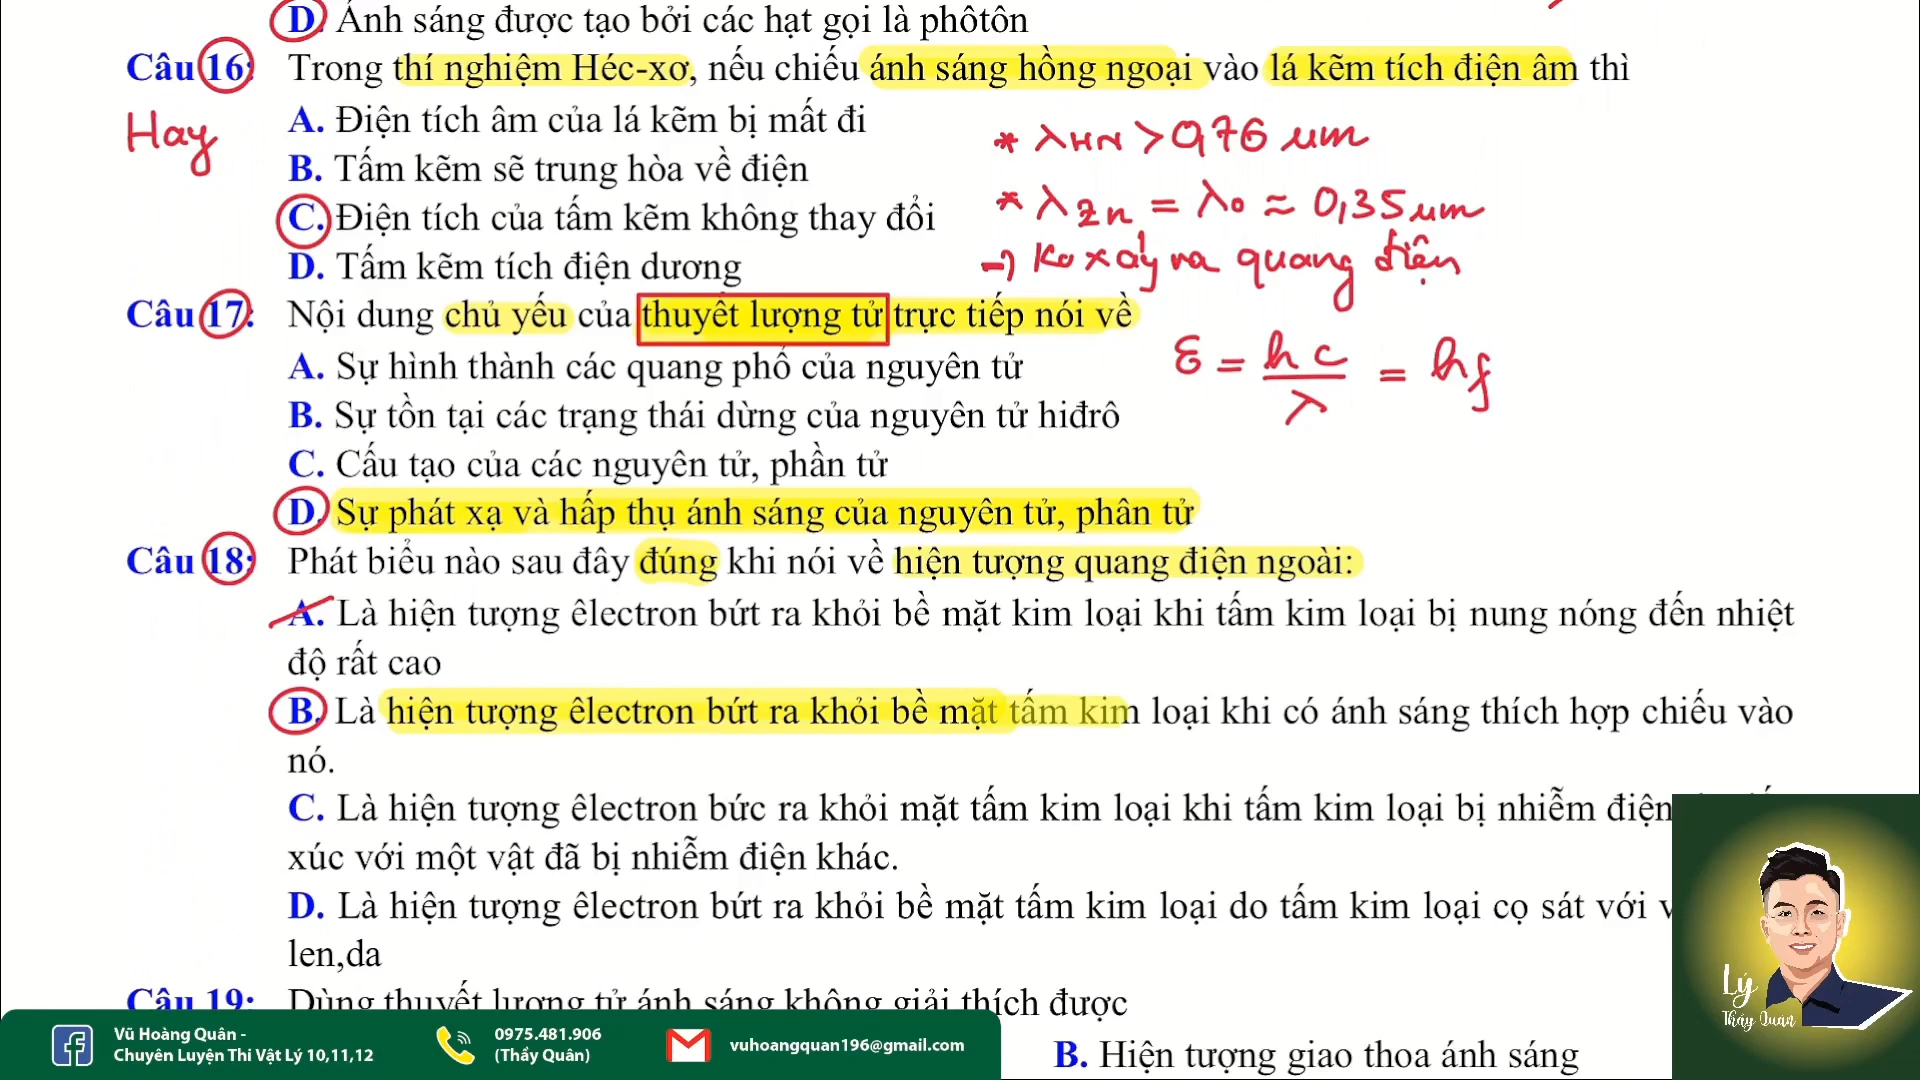 D. Ánh sáng được tạo bởi các hạt gọi là phôtôn
Câu 16: Trong thí nghiệm Héc-xơ, nếu chiếu ánh sáng hồng ngoại vào lá kẽm tích điện âm thì
Hay
A. Điện tích âm của lá kẽm bị mất đi
* λHN > 0,76 µm
B. Tấm kẽm sẽ trung hòa về điện
C. Điện tích của tấm kẽm không thay đổi
* λZn = λ0 ≈ 0,35 µm
D. Tấm kẽm tích điện dương
→ Ko xảy ra quang điện
Câu 17: Nội dung chủ yếu của thuyết lượng tử trực tiếp nói về
A. Sự hình thành các quang phổ của nguyên tử
ε = hc/λ = hf
B. Sự tồn tại các trạng thái dừng của nguyên tử hiđrô
C. Cấu tạo của các nguyên tử, phần tử
D. Sự phát xạ và hấp thụ ánh sáng của nguyên tử, phân tử
Câu 18: Phát biểu nào sau đây đúng khi nói về hiện tượng quang điện ngoài:
A. Là hiện tượng êlectron bứt ra khỏi bề mặt kim loại khi tấm kim loại bị nung nóng đến nhiệt
độ rất cao
B. Là hiện tượng êlectron bứt ra khỏi bề mặt tấm kim loại khi có ánh sáng thích hợp chiếu vào
nó.
C. Là hiện tượng êlectron bức ra khỏi mặt tấm kim loại khi tấm kim loại bị nhiễm điện
xúc với một vật đã bị nhiễm điện khác.
D. Là hiện tượng êlectron bứt ra khỏi bề mặt tấm kim loại do tấm kim loại cọ sát với
len,da
Câu 19: Dùng thuyết lượng tử ánh sáng không giải thích được
B. Hiện tượng giao thoa ánh sáng
Vũ Hoàng Quân -
Chuyên Luyện Thi Vật Lý 10,11,12
0975.481.906
(Thầy Quân)
vuhoangquan196@gmail.com
Lý
Thầy Quân